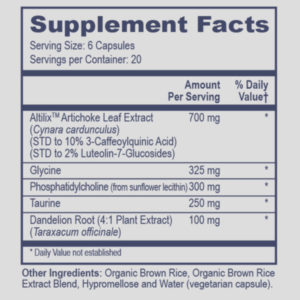 Supplement Facts
Serving Size: 6 Capsules
Servings per Container: 20
Amount Per Serving % Daily Value†
Altilix™ Artichoke Leaf Extract 700 mg *
(Cynara cardunculus)
(STD to 10% 3-Caffeoylquinic Acid)
(STD to 2% Luteolin-7-Glucosides)
Glycine 325 mg *
Phosphatidylcholine (from sunflower lecithin) 300 mg *
Taurine 250 mg *
Dandelion Root (4:1 Plant Extract) 100 mg *
(Taraxacum officinale)
* Daily Value not established
Other Ingredients: Organic Brown Rice, Organic Brown Rice
Extract Blend, Hypromellose and Water (vegetarian capsule).